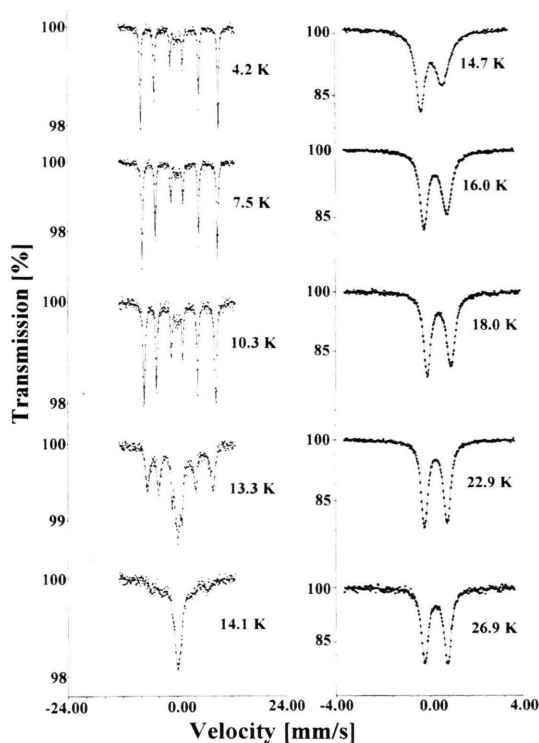 100
98
4.2 K
100
98
7.5 K
100
98
10.3 K
100
99
13.3 K
100
98
14.1 K
-24.00 0.00 24.00
100
85
14.7 K
100
85
16.0 K
100
85
18.0 K
100
85
22.9 K
100
85
26.9 K
-4.00 0.00 4.00
Transmission [%]
Velocity [mm/s]